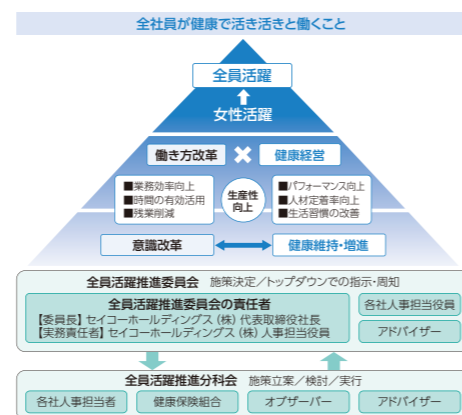 全社員が健康で活き活きと働くこと
全員活躍
女性活躍
働き方改革 × 健康経営
■業務効率向上
■時間の有効活用
■残業削減
生産性
向上
■パフォーマンス向上
■人材定着率向上
■生活習慣の改善
意識改革
健康維持・増進
全員活躍推進委員会 施策決定／トップダウンでの指示・周知
全員活躍推進委員会の責任者
【委員長】セイコーホールディングス（株）代表取締役社長
【実務責任者】セイコーホールディングス（株）人事担当役員
各社人事担当役員
アドバイザー
全員活躍推進分科会 施策立案／検討／実行
各社人事担当者
健康保険組合
オブザーバー
アドバイザー